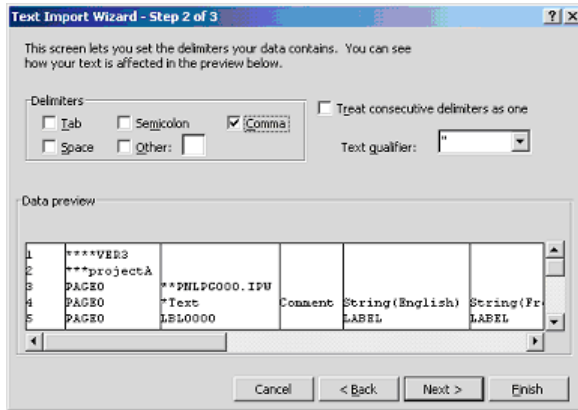 Text Import Wizard - Step 2 of 3
This screen lets you set the delimiters your data contains. You can see
how your text is affected in the preview below.
Delimiters
Tab Semicolon Comma
Space Other:
Treat consecutive delimiters as one
Text qualifier: "
Data preview
1 ****VER3
2 ***projectA
3 PAGE0 **PNLPG000.IPW
4 PAGE0 *Text Comment String(English) String(Fr
5 PAGE0 LBL0000 LABEL LABEL
Cancel < Back Next > Finish